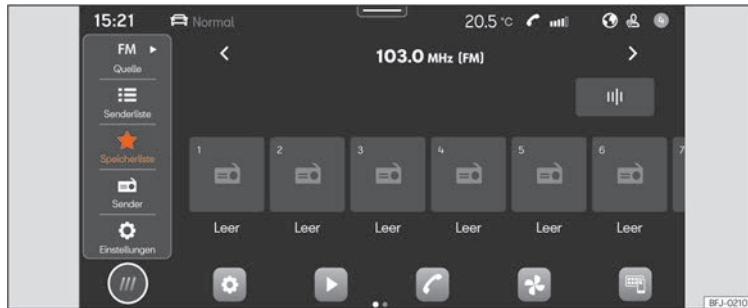 15:21 Normal 20.5 °C 4
FM
Quelle
103.0 MHz (FM)
Senderliste
Speicherliste
1 2 3 4 5 6 7
Sender
Leer Leer Leer Leer Leer Leer
Einstellungen
BFJ-0210